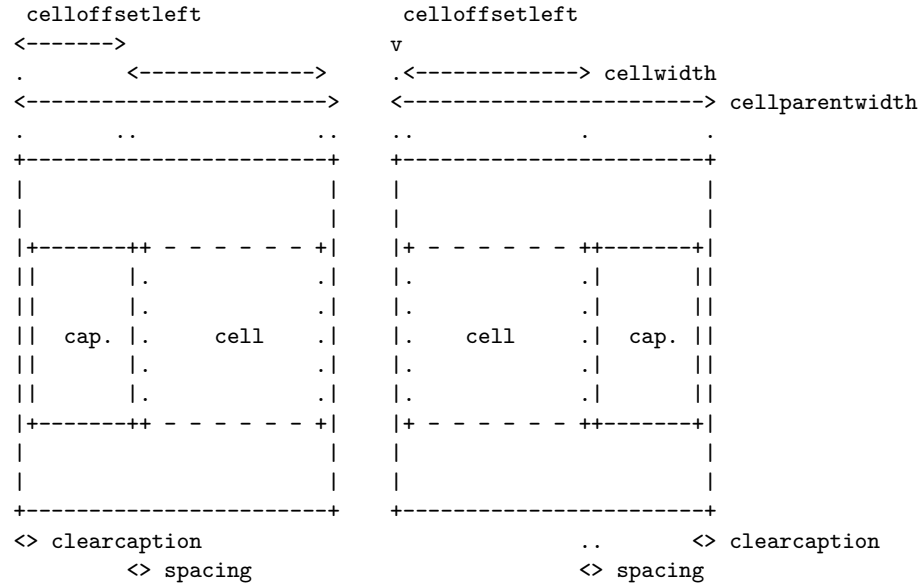 celloffsetleft celloffsetleft
<-------> v
. <--------------> .<-------------> cellwidth
<------------------------> <------------------------> cellparentwidth
. .. .. .. . .
+------------------------+ +------------------------+
| | | |
| | | |
|+-------++ - - - - - - +| |+ - - - - - - ++-------+|
|| |. .| |. .| ||
|| |. .| |. .| ||
|| cap. |. cell .| |. cell .| cap. ||
|| |. .| |. .| ||
|| |. .| |. .| ||
|+-------++ - - - - - - +| |+ - - - - - - ++-------+|
| | | |
| | | |
+------------------------+ +------------------------+
<> clearcaption .. <> clearcaption
<> spacing <> spacing